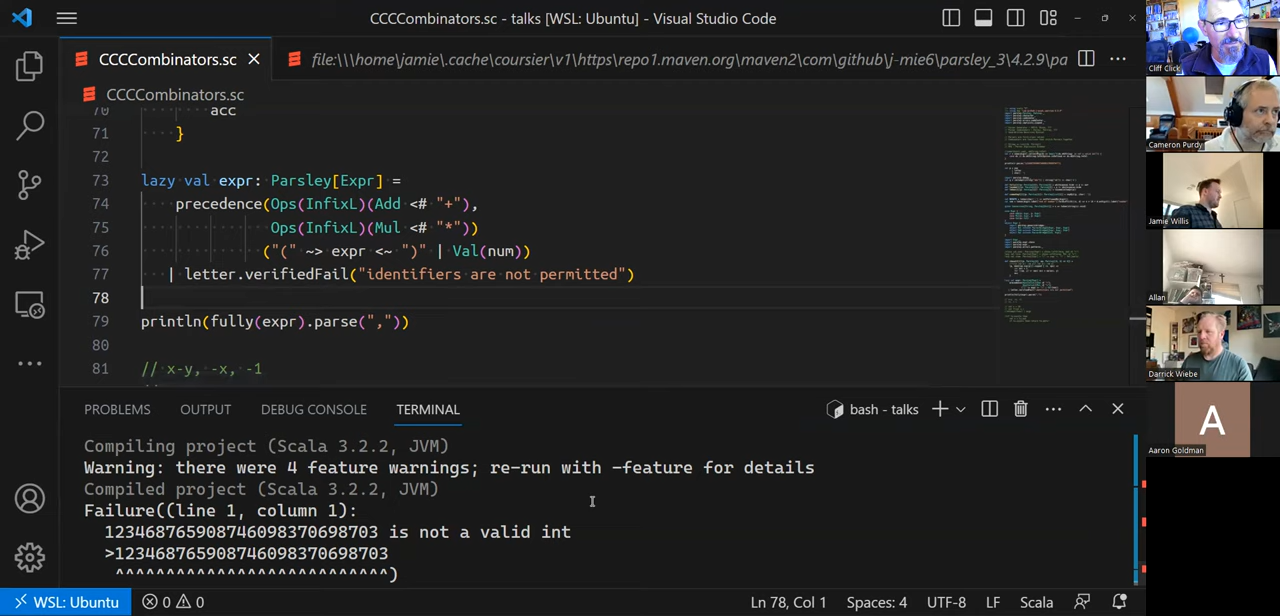 CCCCombinators.sc - talks [WSL: Ubuntu] - Visual Studio Code
CCCCombinators.sc
file:\\\home\jamie\.cache\coursier\v1\https\repo1.maven.org\maven2\com\github\j-mie6\parsley_3\4.2.9\pa
CCCCombinators.sc
70 acc
71 }
72
73 lazy val expr: Parsley[Expr] =
74 precedence(Ops(InfixL)(Add <# "+"),
75 Ops(InfixL)(Mul <# "*"))
76 ("(" ~> expr <~ ")" | Val(num))
77 | letter.verifiedFail("identifiers are not permitted")
78
79 println(fully(expr).parse(","))
80
81 // x-y, -x, -1
PROBLEMS OUTPUT DEBUG CONSOLE TERMINAL
bash - talks
Compiling project (Scala 3.2.2, JVM)
Warning: there were 4 feature warnings; re-run with -feature for details
Compiled project (Scala 3.2.2, JVM)
Failure((line 1, column 1):
1234687659087460983706987​03 is not a valid int
>1234687659087460983706987​03
^^^^^^^^^^^^^^^^^^^^^^^^^^^)
WSL: Ubuntu 0 0 Ln 78, Col 1 Spaces: 4 UTF-8 LF Scala
Cliff Click
Cameron Purdy
Jamie Willis
Allan
Darrick Wiebe
A
Aaron Goldman